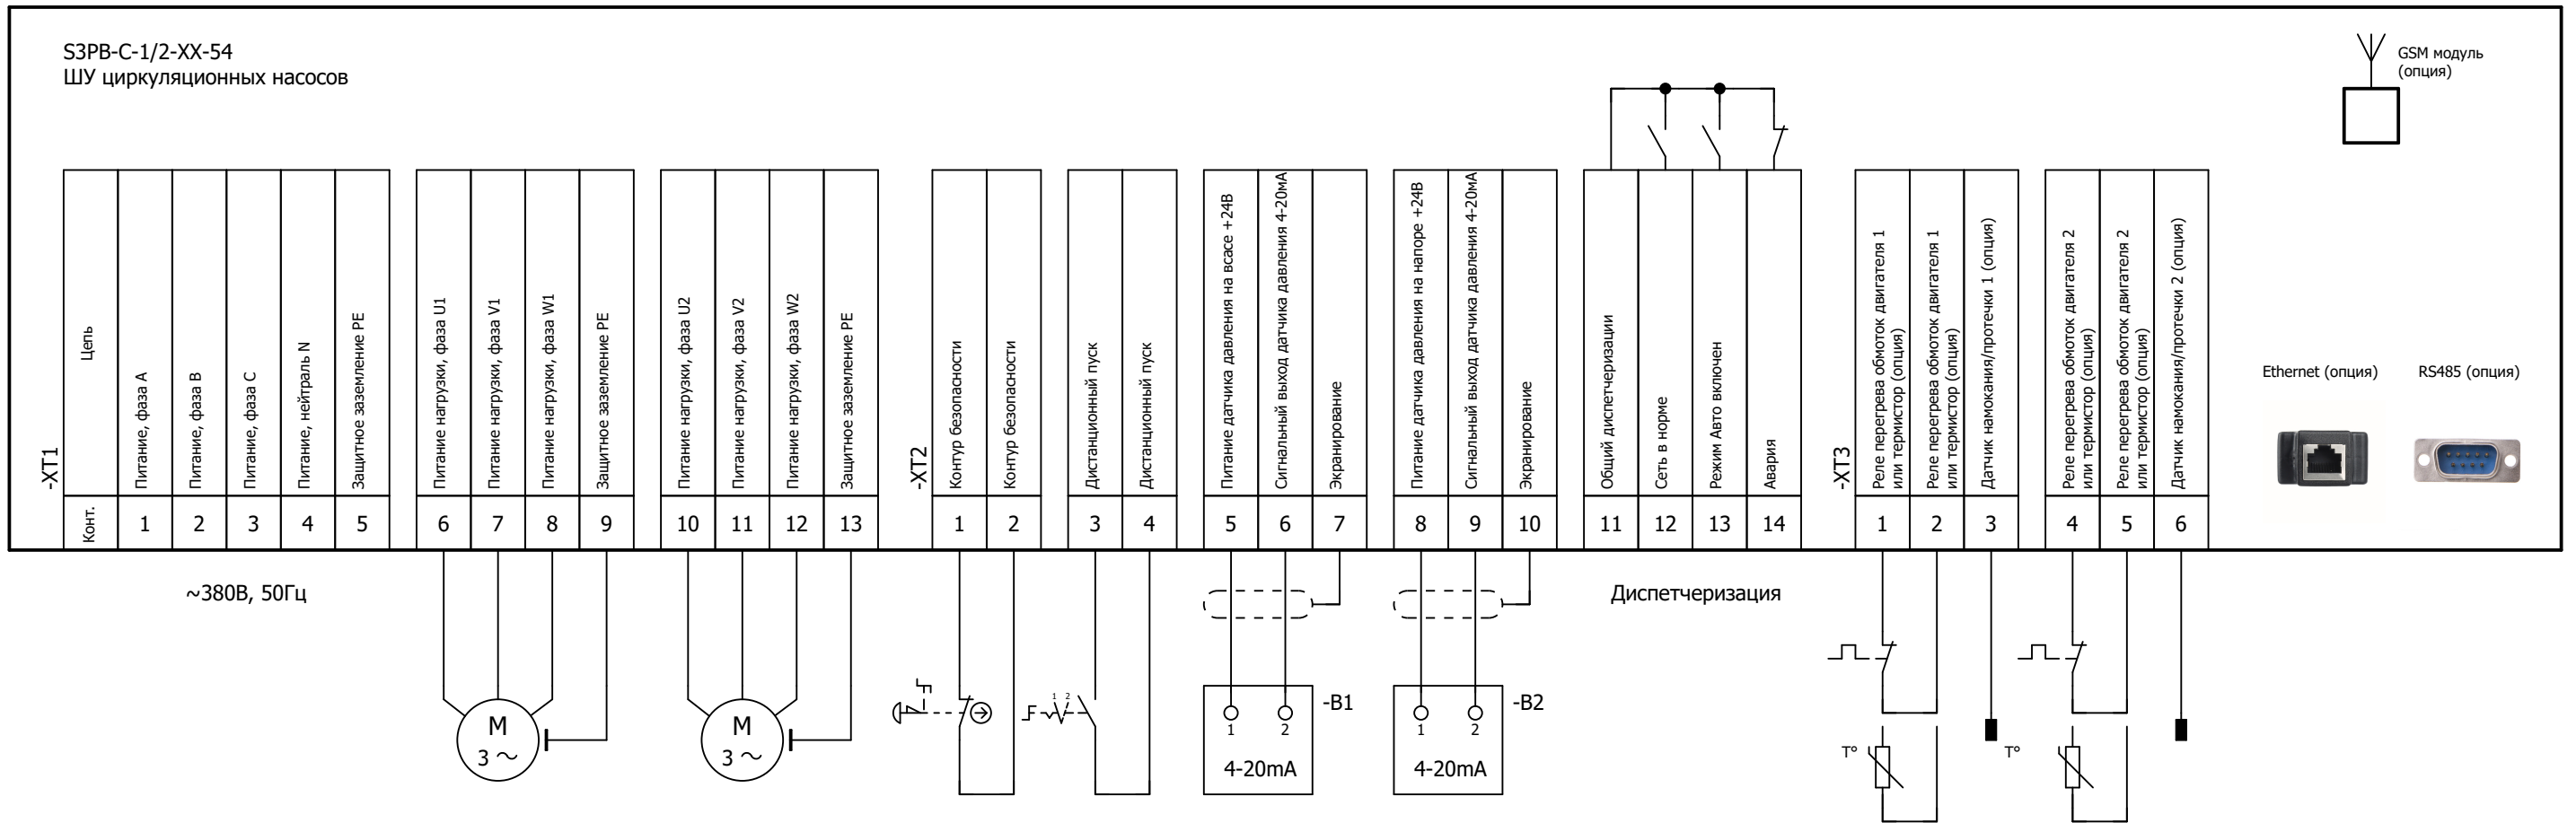 S3PB-C-1/2-XX-54
ШУ циркуляционных насосов
GSM модуль
(опция)
-XT1
Цепь
Питание, фаза A
Питание, фаза B
Питание, фаза C
Питание, нейтраль N
Защитное заземление PE
Питание нагрузки, фаза U1
Питание нагрузки, фаза V1
Питание нагрузки, фаза W1
Защитное заземление PE
Питание нагрузки, фаза U2
Питание нагрузки, фаза V2
Питание нагрузки, фаза W2
Защитное заземление PE
-XT2
Контур безопасности
Контур безопасности
Дистанционный пуск
Дистанционный пуск
Питание датчика давления на всасе +24В
Сигнальный выход датчика давления 4-20мА
Экранирование
Питание датчика давления на напоре +24В
Сигнальный выход датчика давления 4-20мА
Экранирование
Общий диспетчеризации
Сеть в норме
Режим Авто включен
Авария
-XT3
Реле перегрева обмоток двигателя 1
или термистор (опция)
Реле перегрева обмоток двигателя 1
или термистор (опция)
Датчик намокания/протечки 1 (опция)
Реле перегрева обмоток двигателя 2
или термистор (опция)
Реле перегрева обмоток двигателя 2
или термистор (опция)
Датчик намокания/протечки 2 (опция)
Ethernet (опция)
RS485 (опция)
Конт.
1 2 3 4 5
6 7 8 9
10 11 12 13
1 2
3 4
5 6 7
8 9 10
11 12 13 14
1 2 3
4 5 6
~380В, 50Гц
Диспетчеризация
M
3 ~
M
3 ~
1 2
1 2
4-20mA
-B1
1 2
4-20mA
-B2
T°
T°